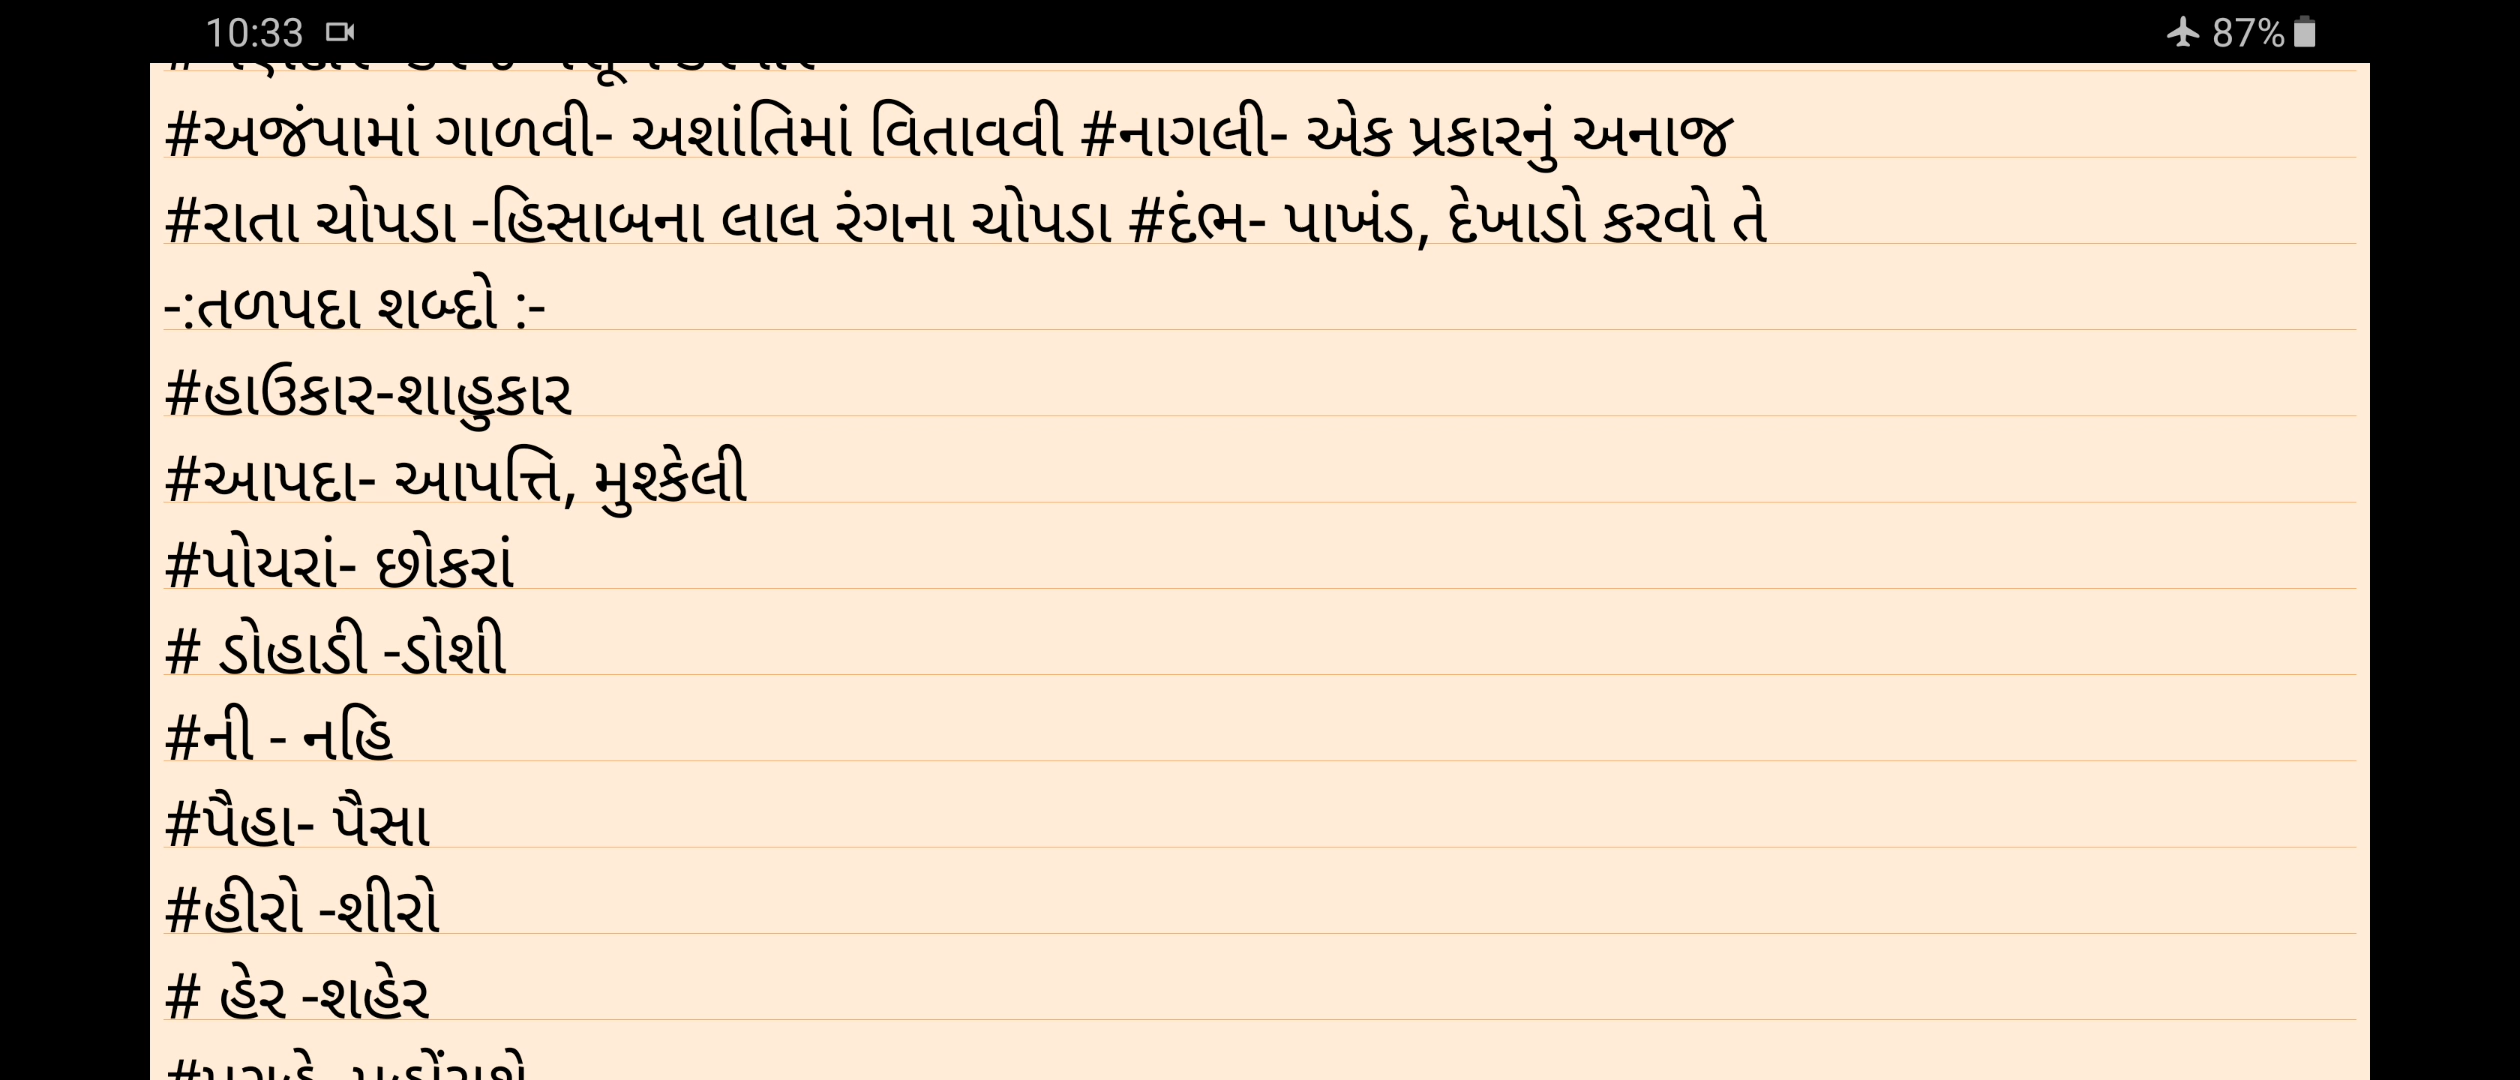 10:33 87%
#અજંપામાં ગાળવી- અશાંતિમાં વિતાવવી #નાગલી- એક પ્રકારનું અનાજ
#રાતા ચોપડા -હિસાબના લાલ રંગના ચોપડા #દંભ- પાખંડ, દેખાડો કરવો તે
-:તળપદા શબ્દો :-
#હાઉકાર-શાહુકાર
#આપદા- આપત્તિ, મુશ્કેલી
#પોયરાં- છોકરાં
# ડોહાડી -ડોશી
#ની - નહિ
#પૈહા- પૈસા
#હીરો -શીરો
# હેર -શહેર